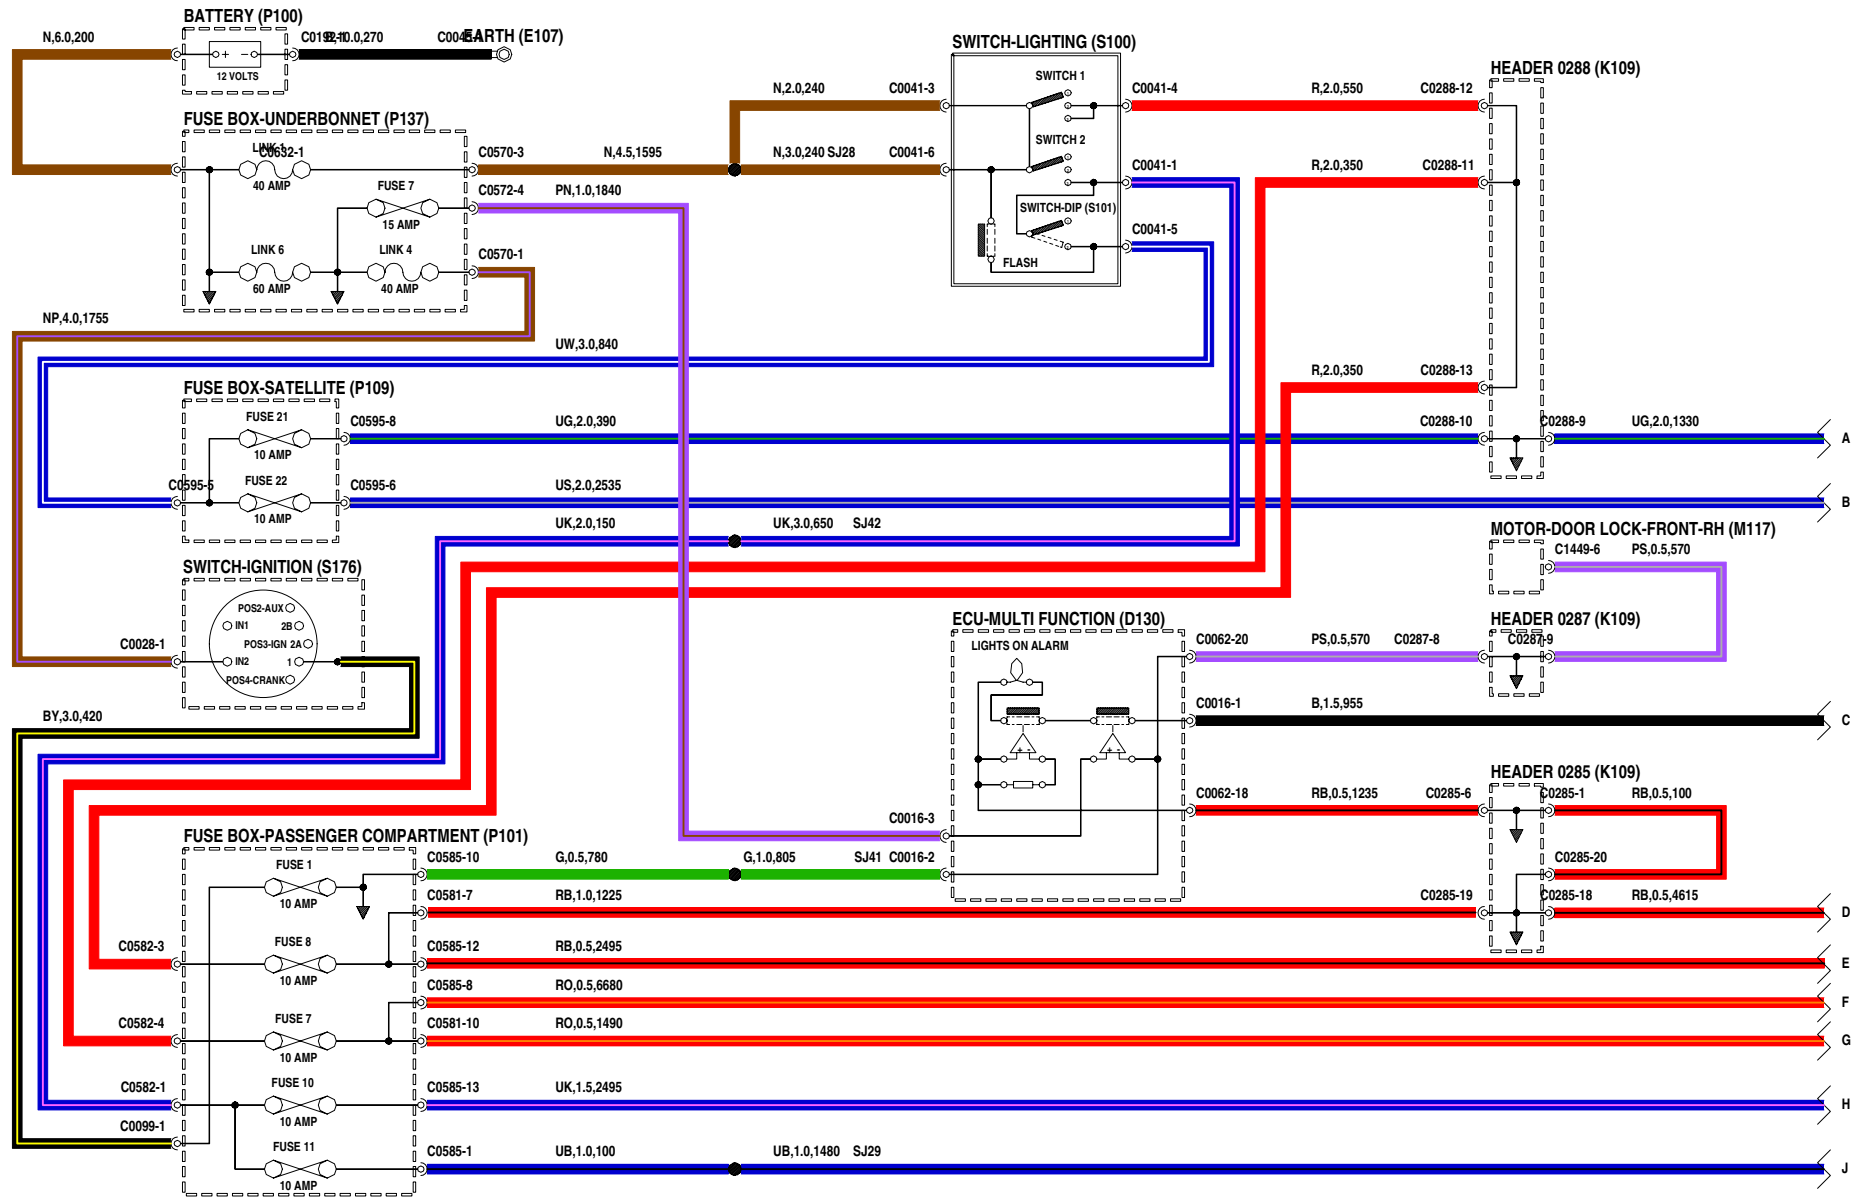 BATTERY (P100)
N,6.0,200
C0192-1
B,10.0,270
C0045-1
EARTH (E107)
12 VOLTS
FUSE BOX-UNDERBONNET (P137)
LINK 1
C0632-1
40 AMP
C0570-3
N,4.5,1595
FUSE 7
15 AMP
C0572-4
PN,1.0,1840
LINK 6
60 AMP
LINK 4
40 AMP
C0570-1
N,2.0,240
C0041-3
N,3.0,240 SJ28
C0041-6
SWITCH-LIGHTING (S100)
SWITCH 1
SWITCH 2
SWITCH-DIP (S101)
FLASH
C0041-4
R,2.0,550
C0288-12
C0041-1
R,2.0,350
C0288-11
C0041-5
HEADER 0288 (K109)
NP,4.0,1755
UW,3.0,840
R,2.0,350
C0288-13
FUSE BOX-SATELLITE (P109)
FUSE 21
10 AMP
C0595-8
UG,2.0,390
C0288-10
C0288-9
UG,2.0,1330
A
C0595-5
FUSE 22
10 AMP
C0595-6
US,2.0,2535
B
UK,2.0,150
UK,3.0,650
SJ42
MOTOR-DOOR LOCK-FRONT-RH (M117)
C1449-6
PS,0.5,570
SWITCH-IGNITION (S176)
POS2-AUX
IN1
2B
POS3-IGN 2A
IN2
1
POS4-CRANK
C0028-1
BY,3.0,420
ECU-MULTI FUNCTION (D130)
LIGHTS ON ALARM
+ -
+ -
C0062-20
PS,0.5,570
C0287-8
HEADER 0287 (K109)
C0287-9
C0016-1
B,1.5,955
C
HEADER 0285 (K109)
C0062-18
RB,0.5,1235
C0285-6
C0285-1
RB,0.5,100
C0016-3
FUSE BOX-PASSENGER COMPARTMENT (P101)
FUSE 1
10 AMP
C0585-10
G,0.5,780
G,1.0,805
SJ41
C0016-2
C0285-20
C0581-7
RB,1.0,1225
C0285-19
C0285-18
RB,0.5,4615
D
C0582-3
FUSE 8
10 AMP
C0585-12
RB,0.5,2495
E
C0585-8
RO,0.5,6680
F
C0582-4
FUSE 7
10 AMP
C0581-10
RO,0.5,1490
G
C0582-1
FUSE 10
10 AMP
C0585-13
UK,1.5,2495
H
C0099-1
FUSE 11
10 AMP
C0585-1
UB,1.0,100
UB,1.0,1480
SJ29
J